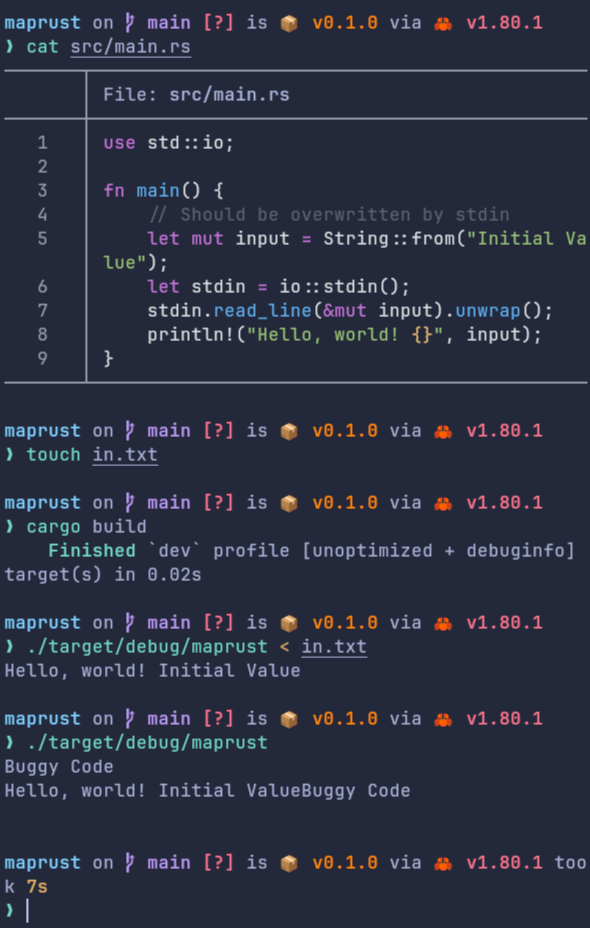 maprust on main [?] is 📦 v0.1.0 via 🦀 v1.80.1
❯ cat src/main.rs
File: src/main.rs
1 use std::io;
2
3 fn main() {
4 // Should be overwritten by stdin
5 let mut input = String::from("Initial Va
lue");
6 let stdin = io::stdin();
7 stdin.read_line(&mut input).unwrap();
8 println!("Hello, world! {}", input);
9 }
maprust on main [?] is 📦 v0.1.0 via 🦀 v1.80.1
❯ touch in.txt
maprust on main [?] is 📦 v0.1.0 via 🦀 v1.80.1
❯ cargo build
Finished `dev` profile [unoptimized + debuginfo]
target(s) in 0.02s
maprust on main [?] is 📦 v0.1.0 via 🦀 v1.80.1
❯ ./target/debug/maprust < in.txt
Hello, world! Initial Value
maprust on main [?] is 📦 v0.1.0 via 🦀 v1.80.1
❯ ./target/debug/maprust
Buggy Code
Hello, world! Initial ValueBuggy Code
maprust on main [?] is 📦 v0.1.0 via 🦀 v1.80.1 too
k 7s
❯